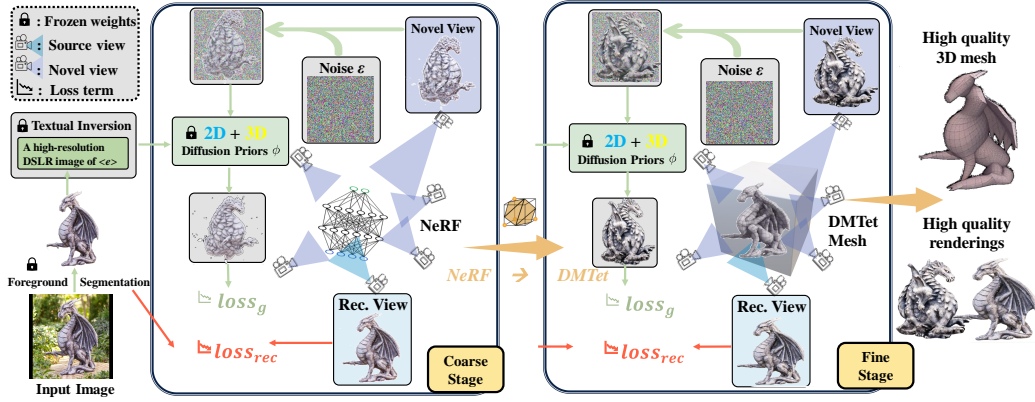 Frozen weights
: Source view
: Novel view
: Loss term
Textual Inversion
A high-resolution
DSLR image of <e>
Foreground Segmentation
Input Image
Novel View
Noise ε
2D + 3D
Diffusion Priors ϕ
NeRF
loss_g
Rec. View
loss_rec
Coarse
Stage
NeRF → DMTet
Novel View
Noise ε
2D + 3D
Diffusion Priors ϕ
DMTet
Mesh
loss_g
Rec. View
loss_rec
Fine
Stage
High quality
3D mesh
High quality
renderings